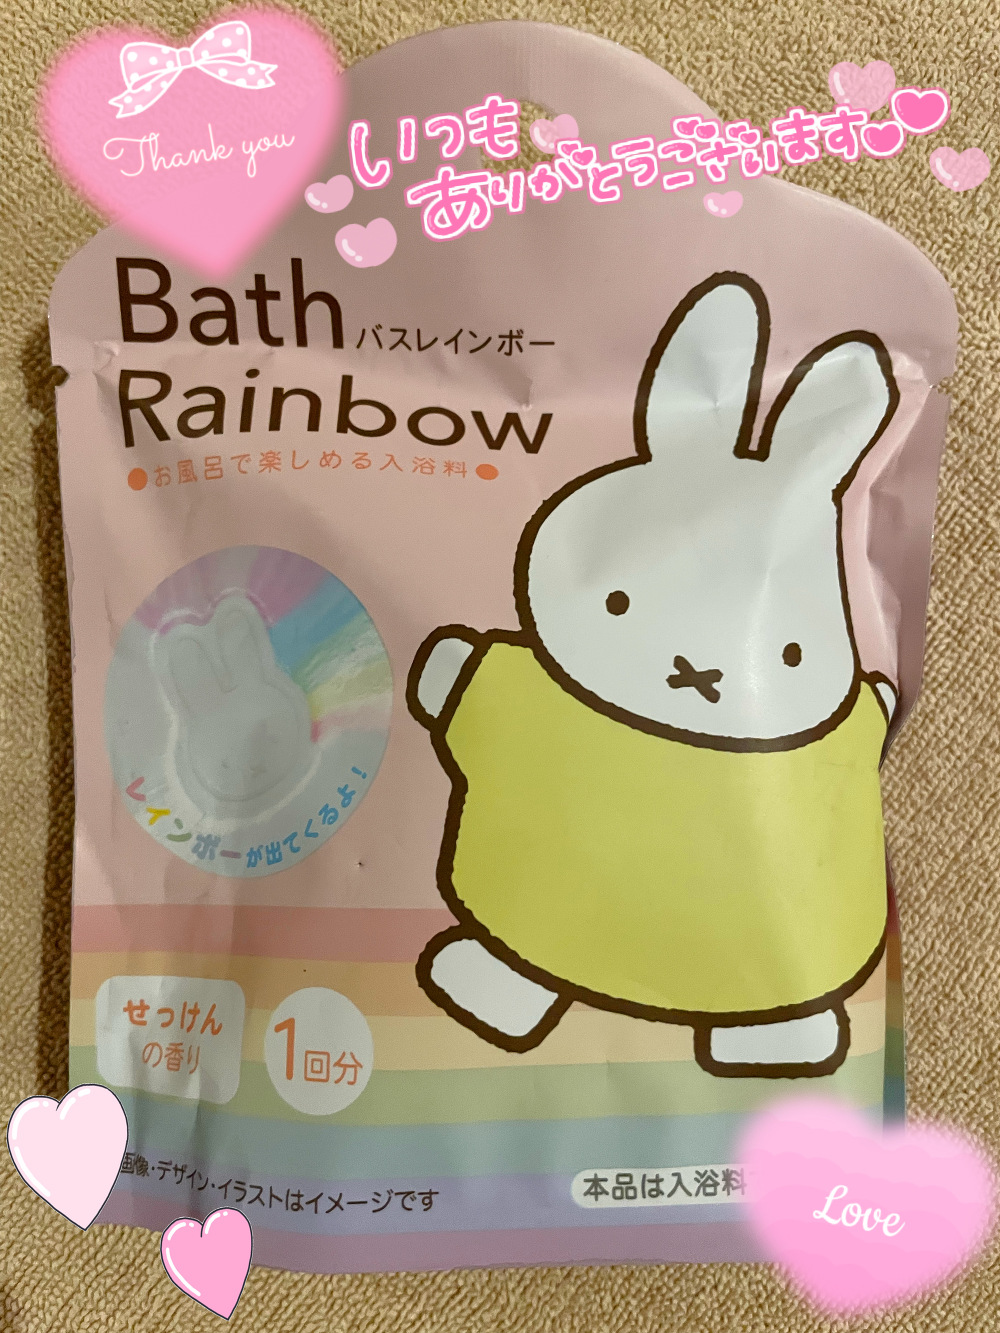 Thank you
いつも
ありがとうございます
Bath
バスレインボー
Rainbow
●お風呂で楽しめる入浴料●
レインボーが出てくるよ！
せっけん
の香り
1回分
画像・デザイン・イラストはイメージです
本品は入浴料
Love